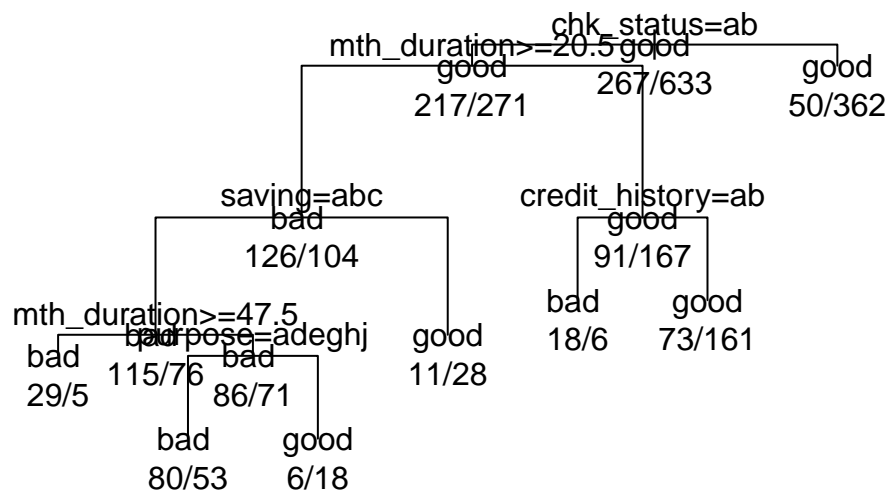 chk_status=ab
good
267/633
mth_duration>=20.5
good
217/271
good
50/362
saving=abc
bad
126/104
credit_history=ab
good
91/167
mth_duration>=47.5
bad
115/76
good
11/28
bad
18/6
good
73/161
bad
29/5
purpose=adeghj
bad
86/71
bad
80/53
good
6/18